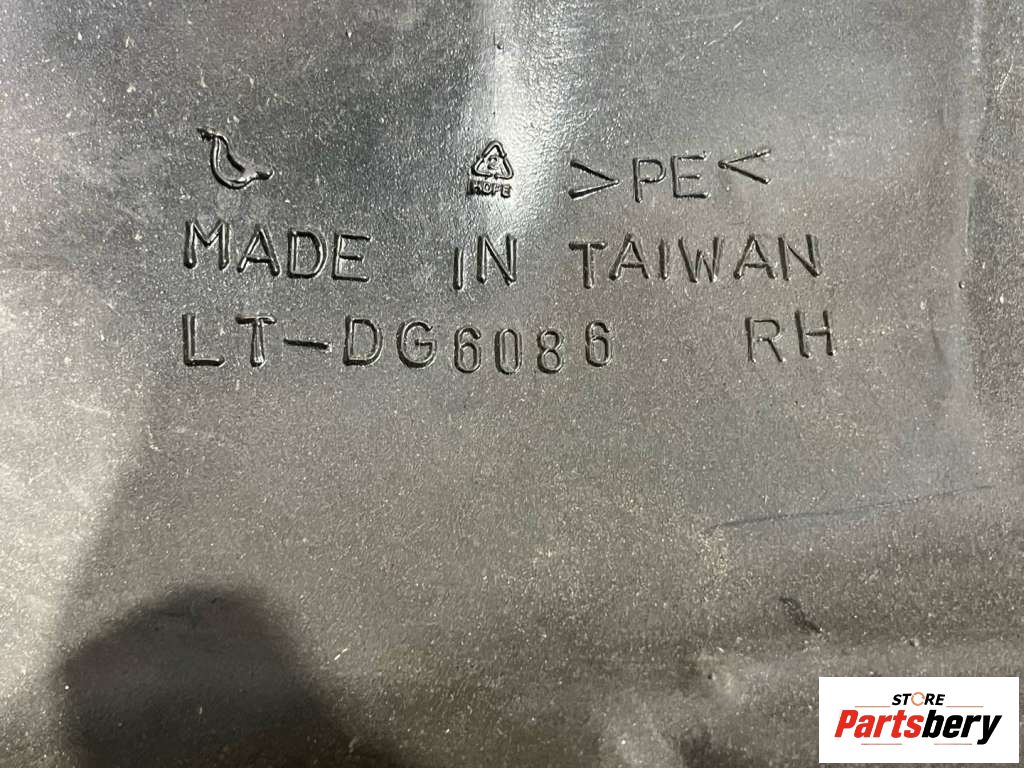 >PE<
HDPE
MADE IN TAIWAN
LT-DG6086 RH
STORE
Partsbery